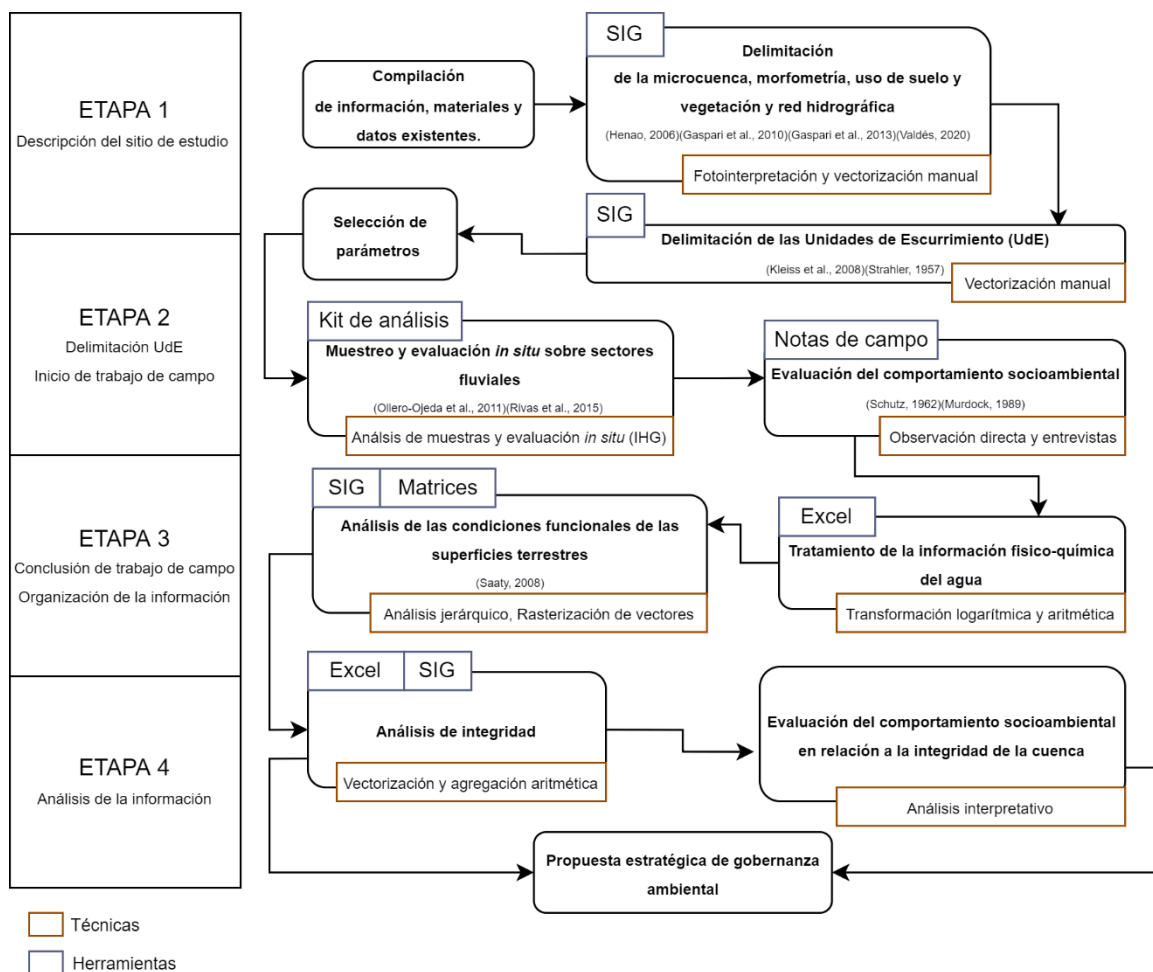 ETAPA 1
Descripción del sitio de estudio
Compilación
de información, materiales y
datos existentes.
SIG
Delimitación
de la microcuenca, morfometría, uso de suelo y
vegetación y red hidrográfica
(Henao, 2006)(Gaspari et al., 2010)(Gaspari et al., 2013)(Valdés, 2020)
Fotointerpretación y vectorización manual
Selección de
parámetros
SIG
Delimitación de las Unidades de Escurrimiento (UdE)
(Kleiss et al., 2008)(Strahler, 1957)
Vectorización manual
ETAPA 2
Delimitación UdE
Inicio de trabajo de campo
Kit de análisis
Muestreo y evaluación in situ sobre sectores
fluviales
(Ollero-Ojeda et al., 2011)(Rivas et al., 2015)
Análsis de muestras y evaluación in situ (IHG)
Notas de campo
Evaluación del comportamiento socioambiental
(Schutz, 1962)(Murdock, 1989)
Observación directa y entrevistas
ETAPA 3
Conclusión de trabajo de campo
Organización de la información
SIG Matrices
Análisis de las condiciones funcionales de las
superficies terrestres
(Saaty, 2008)
Análisis jerárquico, Rasterización de vectores
Excel
Tratamiento de la información fisico-química
del agua
Transformación logarítmica y aritmética
ETAPA 4
Análisis de la información
Excel SIG
Análisis de integridad
Vectorización y agregación aritmética
Evaluación del comportamiento socioambiental
en relación a la integridad de la cuenca
Análisis interpretativo
Propuesta estratégica de gobernanza
ambiental
Técnicas
Herramientas